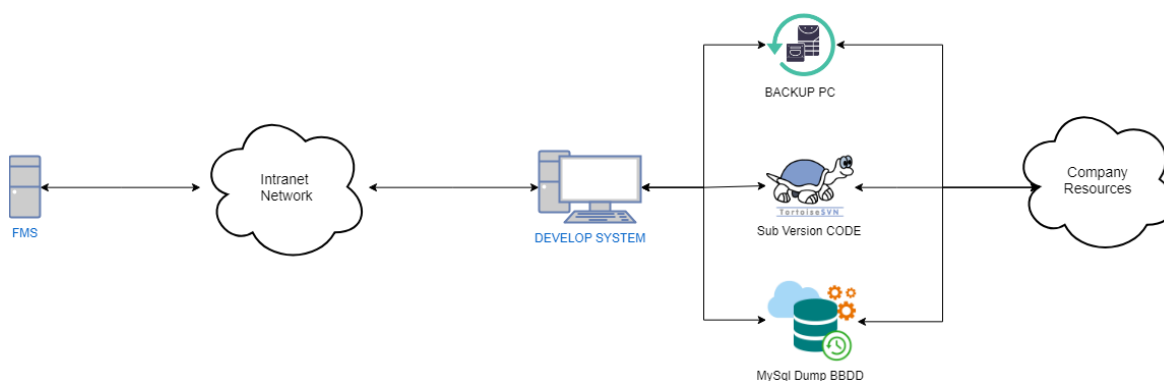 BACKUP PC
Intranet
Network
Company
Resources
FMS
DEVELOP SYSTEM
TortoiseSVN
Sub Version CODE
MySql Dump BBDD